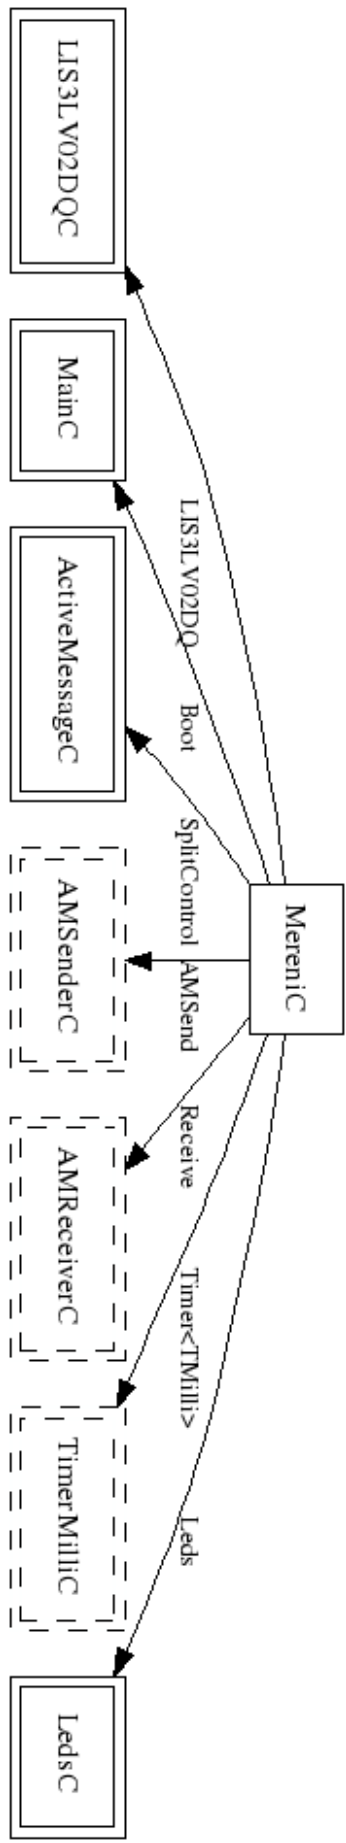 MereniC
LIS3LV02DQ
Boot
SplitControl
AMSend
Receive
Timer<TMilli>
Leds
LIS3LV02DQC
MainC
ActiveMessageC
AMSenderC
AMReceiverC
TimerMilliC
LedsC